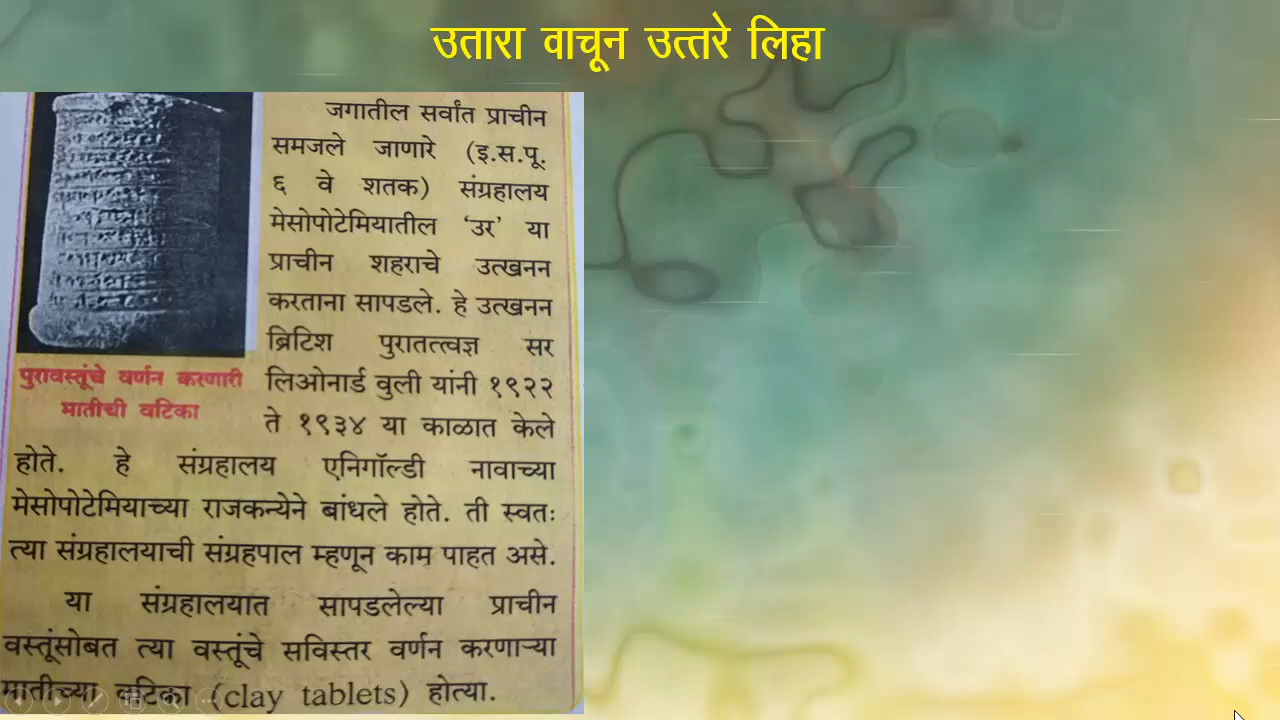 उतारा वाचून उत्तरे लिहा
जगातील सर्वांत प्राचीन
समजले जाणारे (इ.स.पू.
६ वे शतक) संग्रहालय
मेसोपोटेमियातील ‘उर’ या
प्राचीन शहराचे उत्खनन
करताना सापडले. हे उत्खनन
ब्रिटिश पुरातत्त्वज्ञ सर
लिओनार्ड वुली यांनी १९२२
ते १९३४ या काळात केले
पुरावस्तूंचे वर्णन करणारी
मातीची वटिका
होते. हे संग्रहालय एनिगॉल्डी नावाच्या
मेसोपोटेमियाच्या राजकन्येने बांधले होते. ती स्वतः
त्या संग्रहालयाची संग्रहपाल म्हणून काम पाहत असे.
या संग्रहालयात सापडलेल्या प्राचीन
वस्तूंसोबत त्या वस्तूंचे सविस्तर वर्णन करणाऱ्या
मातीच्या वटिका (clay tablets) होत्या.